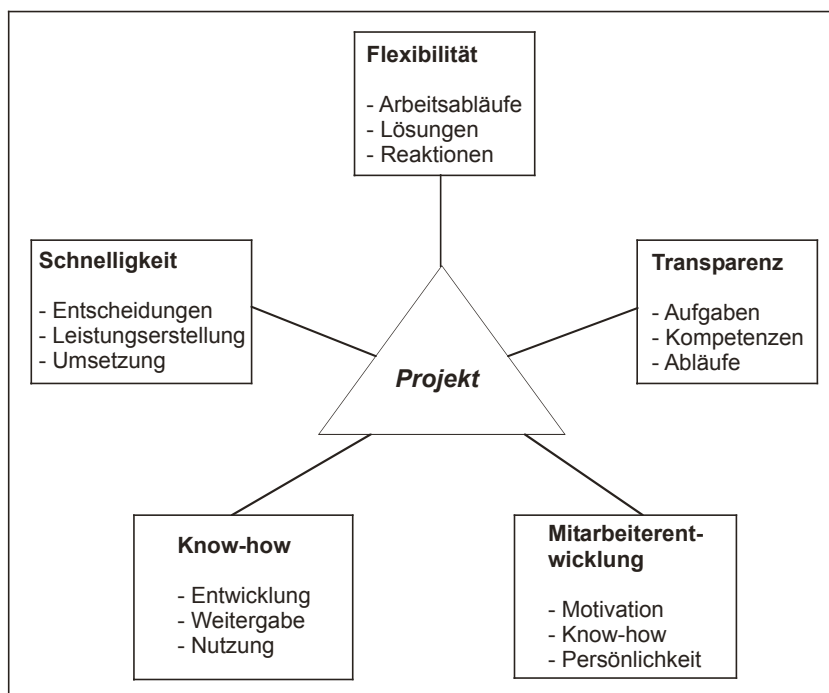 Flexibilität
- Arbeitsabläufe
- Lösungen
- Reaktionen
Schnelligkeit
- Entscheidungen
- Leistungserstellung
- Umsetzung
Transparenz
- Aufgaben
- Kompetenzen
- Abläufe
Projekt
Know-how
- Entwicklung
- Weitergabe
- Nutzung
Mitarbeiterent-
wicklung
- Motivation
- Know-how
- Persönlichkeit